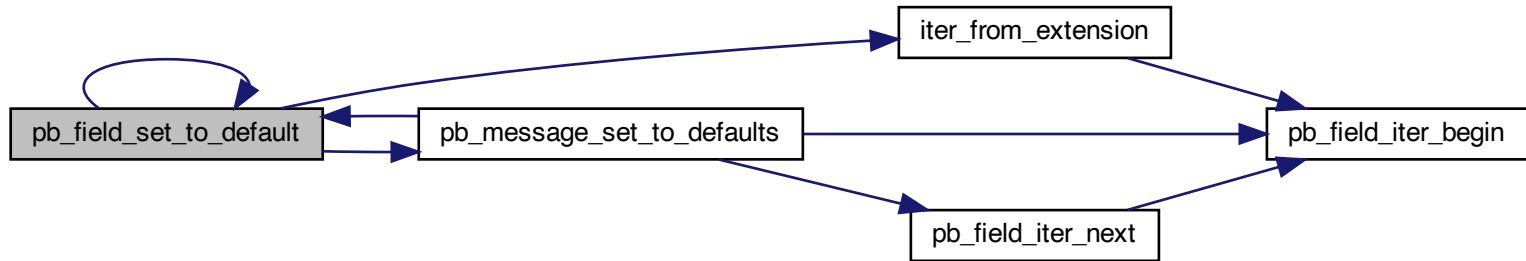 iter_from_extension
pb_field_set_to_default
pb_message_set_to_defaults
pb_field_iter_begin
pb_field_iter_next